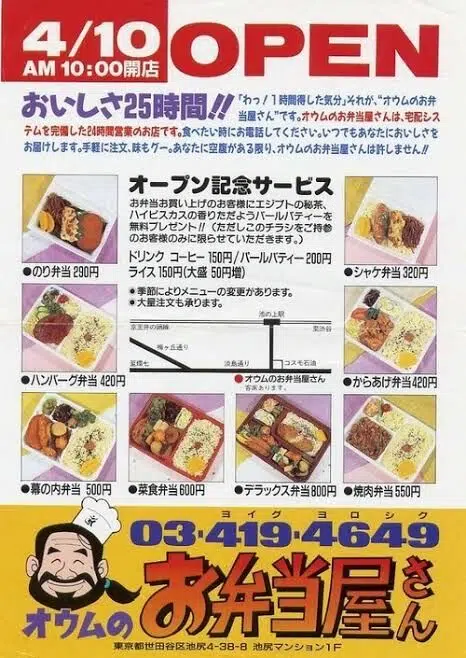 4/10
AM 10:00開店
OPEN
おいしさ25時間!!
「わっ!1時間得した気分」それが、“オウムのお弁
当屋さん”です。オウムのお弁当屋さんは、宅配シス
テムを完備した24時間営業のお店です。食べたい時にお電話してください。いつでもあなたにおいしさを
お届けします。手軽に注文、味もグー。あなたに空腹がある限り、オウムのお弁当屋さんは許しません!!
オープン記念サービス
お弁当お買い上げのお客様にエジプトの秘茶、
ハイビスカスの香りただようパールバティーを
無料プレゼント!!(ただしこのチラシをご持参
のお客様のみに限らせていただきます。)
ドリンク コーヒー150円/パールバティー200円
ライス150円(大盛 50円増)
●季節によりメニューの変更があります。
●大量注文も承ります。
●のり弁当 290円
●シャケ弁当 320円
池の上駅
京王井の頭線
至渋谷
梅ヶ丘通り
至環七
淡島通り
コスモ石油
●オウムのお弁当屋さん
●ハンバーグ弁当 420円
●からあげ弁当 420円
●幕の内弁当 500円
●菜食弁当 600円
●デラックス弁当 800円
●焼肉弁当 550円
ヨイグ ヨロシク
03-419-4649
オウムの
お弁当屋さん
東京都世田谷区池尻4-38-8 池尻マンション1F